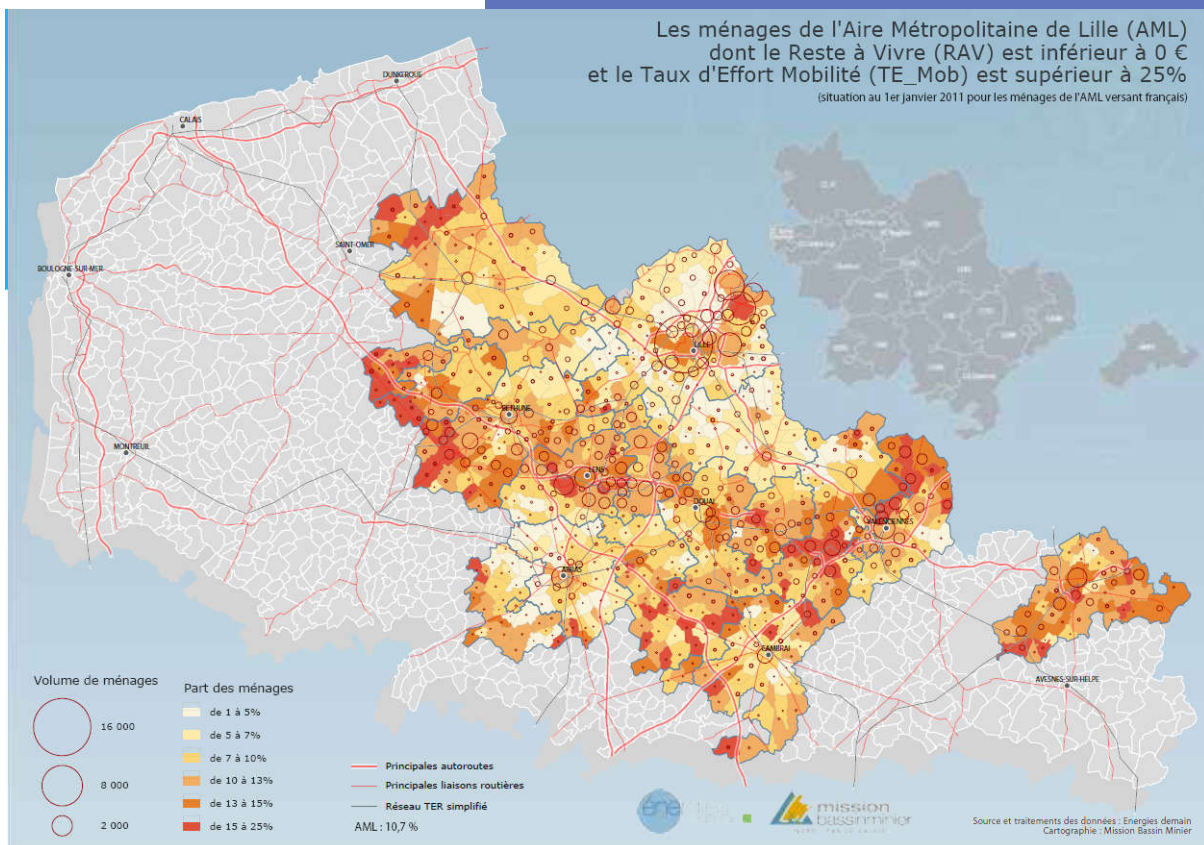 Les ménages de l'Aire Métropolitaine de Lille (AML)
dont le Reste à Vivre (RAV) est inférieur à 0 €
et le Taux d'Effort Mobilité (TE_Mob) est supérieur à 25%
(situation au 1er janvier 2011 pour les ménages de l'AML versant français)
DUNKERQUE
CALAIS
SAINT-OMER
BOULOGNE-SUR-MER
LILLE
BETHUNE
MONTREUIL
LENS
DOUAI
VALENCIENNES
ARRAS
CAMBRAI
AVESNES-SUR-HELPE
Volume de ménages
16 000
8 000
2 000
Part des ménages
de 1 à 5%
de 5 à 7%
de 7 à 10%
de 10 à 13%
de 13 à 15%
de 15 à 25%
Principales autoroutes
Principales liaisons routières
Réseau TER simplifié
AML : 10,7 %
mission
bassin minier
Source et traitements des données : Energies demain
Cartographie : Mission Bassin Minier